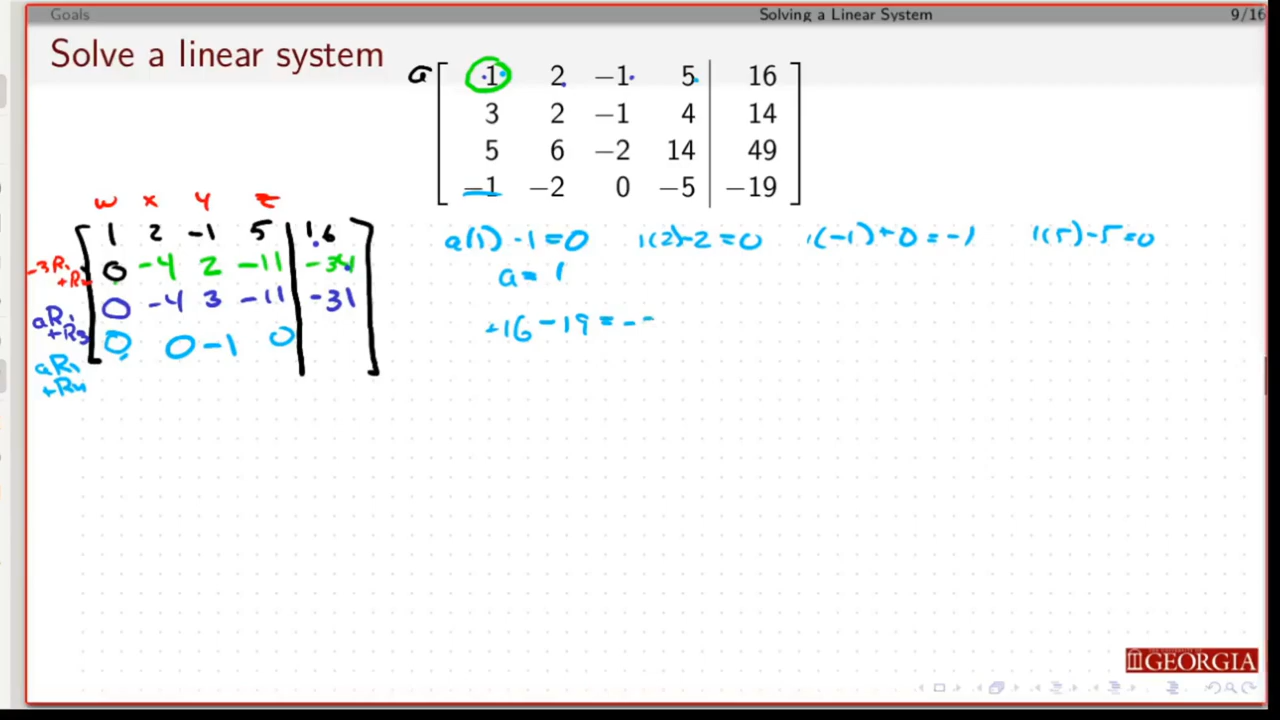 Goals Solving a Linear System 9/16
Solve a linear system
a 1 2 −1 5 16
3 2 −1 4 14
5 6 −2 14 49
−1 −2 0 −5 −19
w x y z
1 2 -1 5 16
-3R1 +R2 0 -4 2 -11 -34
aR1 +R3 0 -4 3 -11 -31
aR1 +R4 0 0 -1 0
a(1) -1 = 0 1(2)-2 = 0 1(-1)+0 = -1 1(5)-5=0
a = 1
+16 -19 = --
GEORGIA